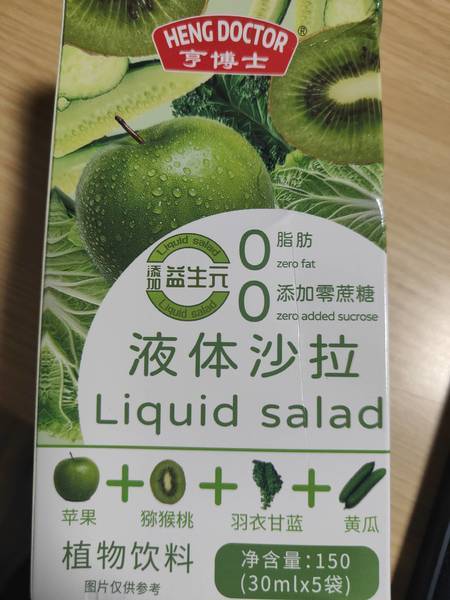 HENG DOCTOR
®
亨博士
Liquid salad
添加
益生元
Liquid salad
0 脂肪
zero fat
0 添加零蔗糖
zero added sucrose
液体沙拉
Liquid salad
苹果 + 猕猴桃 + 羽衣甘蓝 + 黄瓜
植物饮料
图片仅供参考
净含量:150
(30mlx5袋)